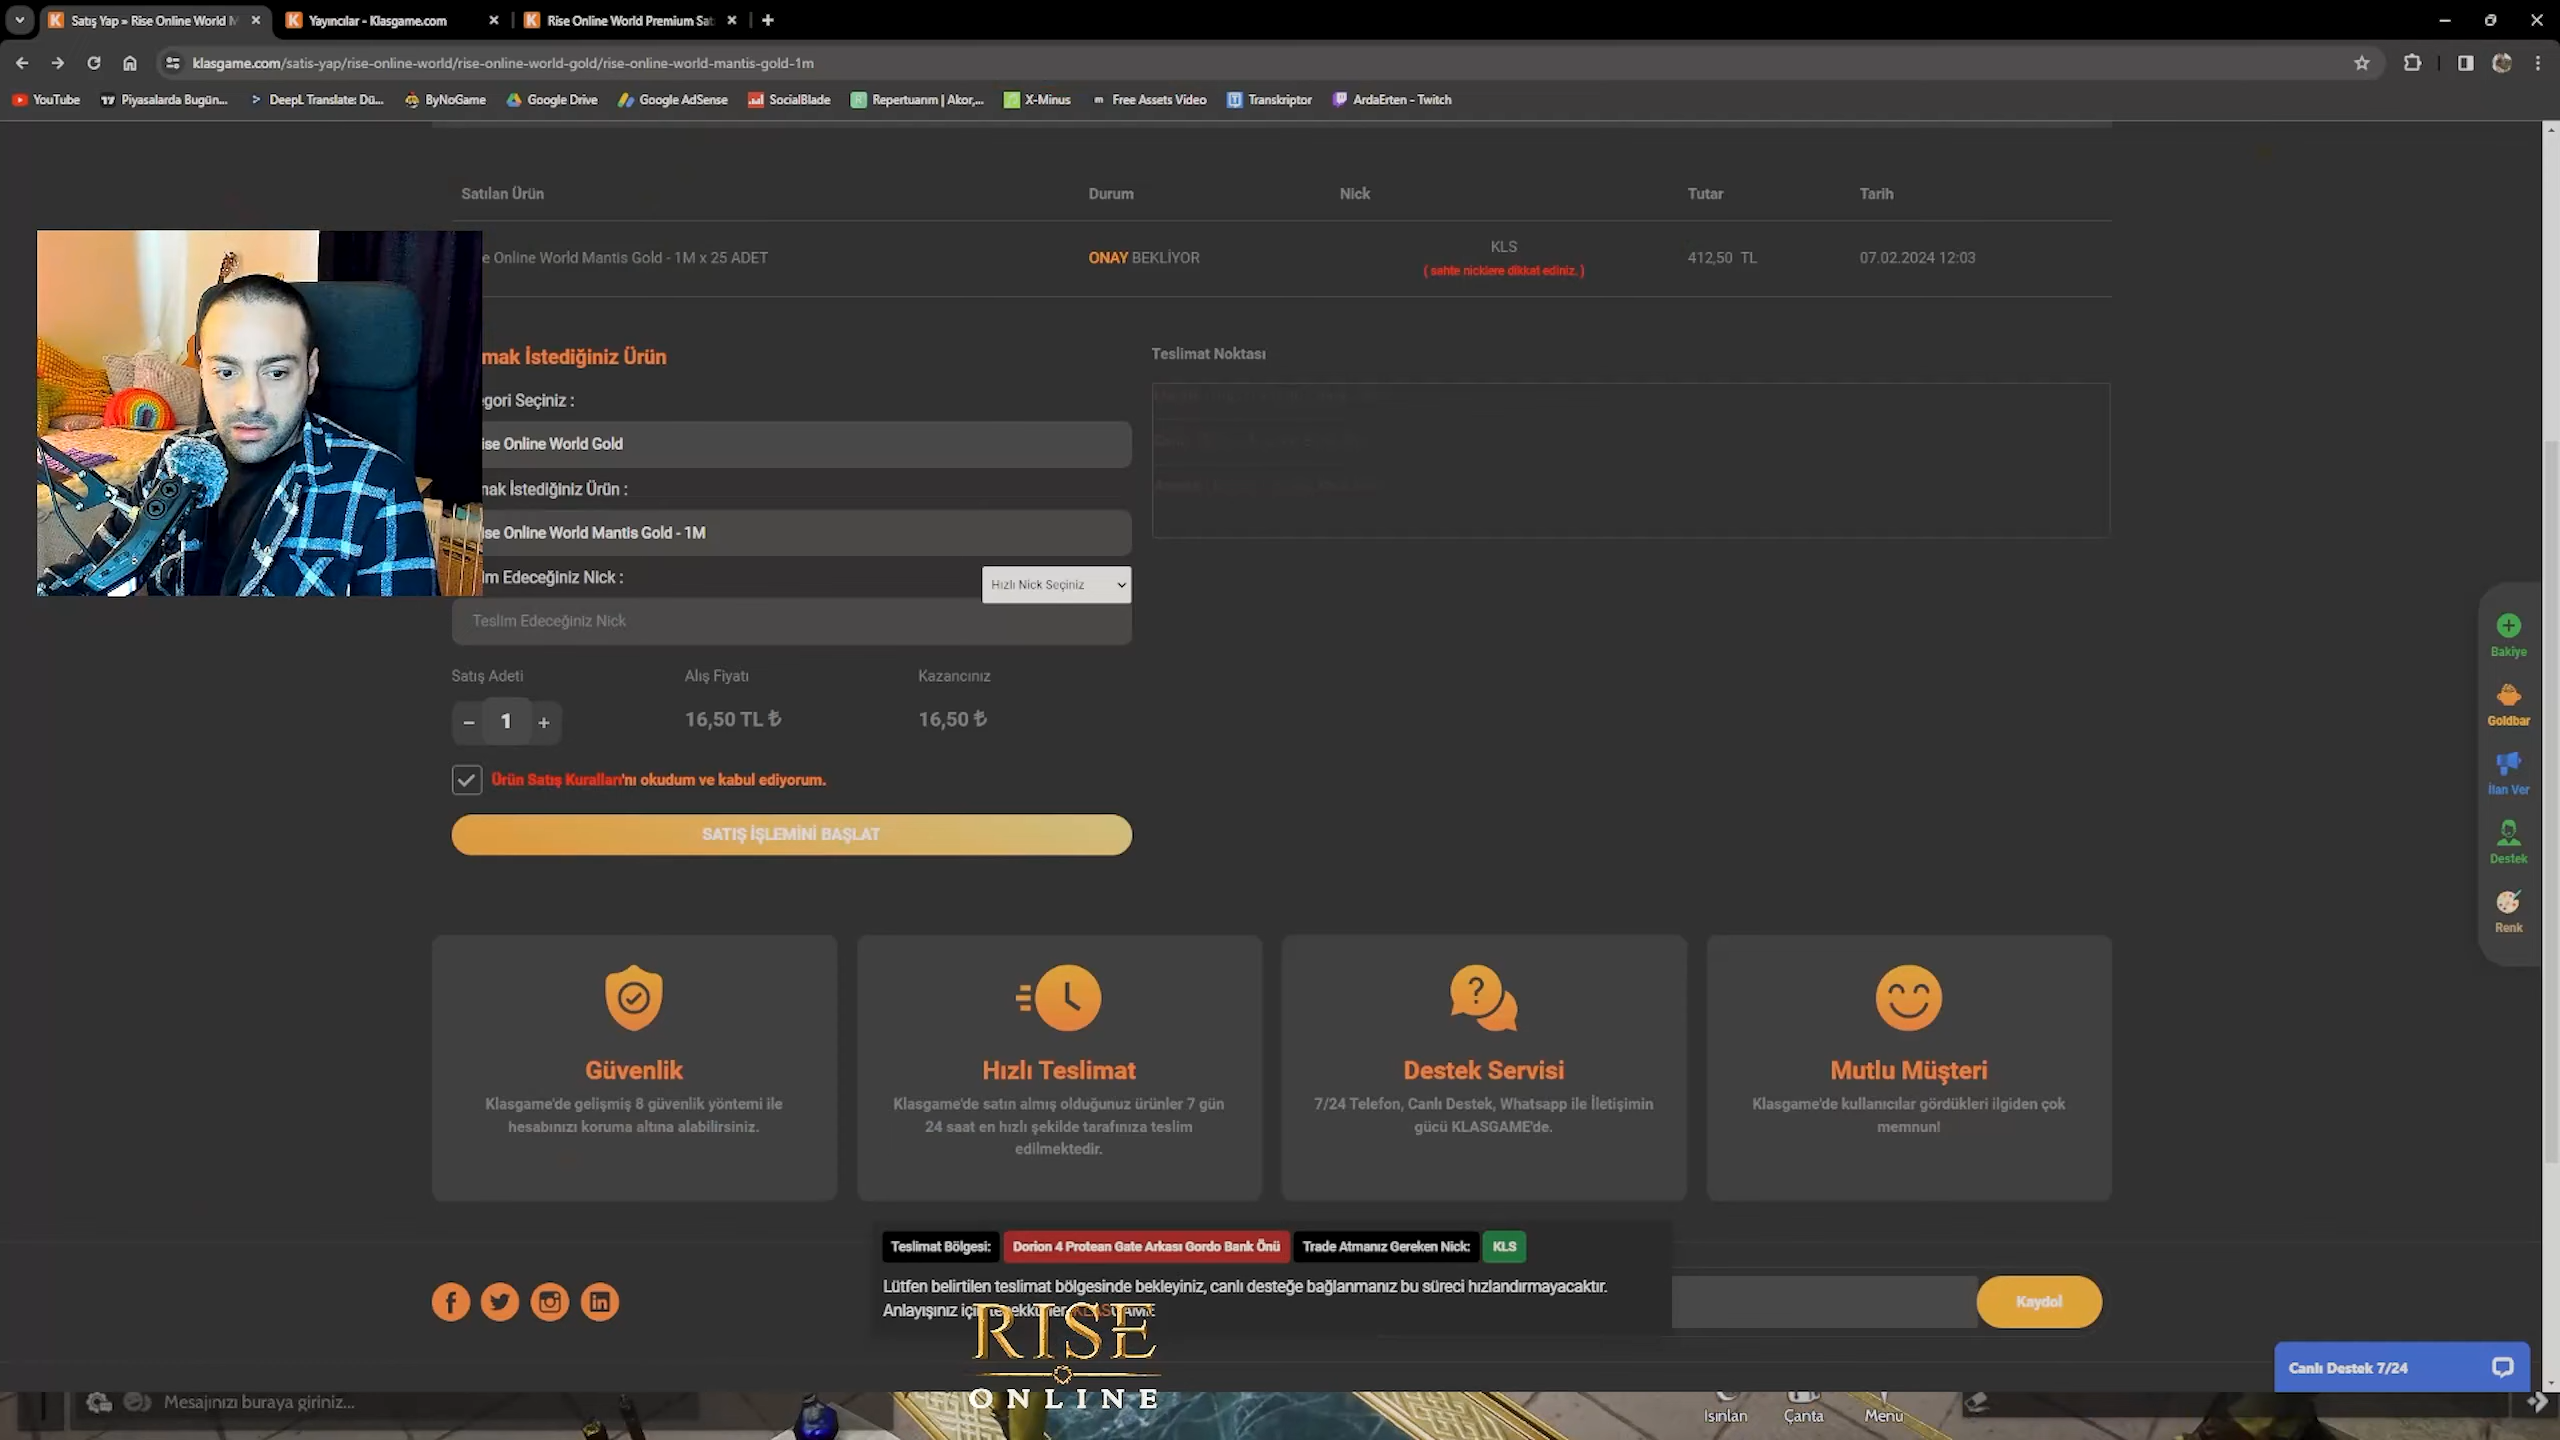 Satış Yap » Rise Online World M
Yayıncılar - Klasgame.com
Rise Online World Premium Sat
klasgame.com/satis-yap/rise-online-world/rise-online-world-gold/rise-online-world-mantis-gold-1m
YouTube
Piyasalarda Bugün...
DeepL Translate: Dü...
ByNoGame
Google Drive
Google AdSense
SocialBlade
Repertuarım | Akor,...
X-Minus
Free Assets Video
Transkriptor
ArdaErten - Twitch
Satılan Ürün
Durum
Nick
Tutar
Tarih
e Online World Mantis Gold - 1M x 25 ADET
ONAY BEKLİYOR
KLS
( sahte nicklere dikkat ediniz. )
412,50 TL
07.02.2024 12:03
mak İstediğiniz Ürün
egori Seçiniz :
ise Online World Gold
nak İstediğiniz Ürün :
ise Online World Mantis Gold - 1M
im Edeceğiniz Nick :
Hızlı Nick Seçiniz
Teslim Edeceğiniz Nick
Teslimat Noktası
Satış Adeti
Alış Fiyatı
Kazancınız
− 1 +
16,50 TL ₺
16,50 ₺
Ürün Satış Kuralları'nı okudum ve kabul ediyorum.
SATIŞ İŞLEMİNİ BAŞLAT
Bakiye
Goldbar
İlan Ver
Destek
Renk
Güvenlik
Klasgame'de gelişmiş 8 güvenlik yöntemi ile
hesabınızı koruma altına alabilirsiniz.
Hızlı Teslimat
Klasgame'de satın almış olduğunuz ürünler 7 gün
24 saat en hızlı şekilde tarafınıza teslim
edilmektedir.
Destek Servisi
7/24 Telefon, Canlı Destek, Whatsapp ile İletişimin
gücü KLASGAME'de.
Mutlu Müşteri
Klasgame'de kullanıcılar gördükleri ilgiden çok
memnun!
Teslimat Bölgesi: Dorion 4 Protean Gate Arkası Gordo Bank Önü Trade Atmanız Gereken Nick: KLS
Lütfen belirtilen teslimat bölgesinde bekleyiniz, canlı desteğe bağlanmanız bu süreci hızlandırmayacaktır.
Anlayışınız
Kaydol
RISE
ONLINE
Canlı Destek 7/24
Mesajınızı buraya giriniz...
Işınlan
Çanta
Menü